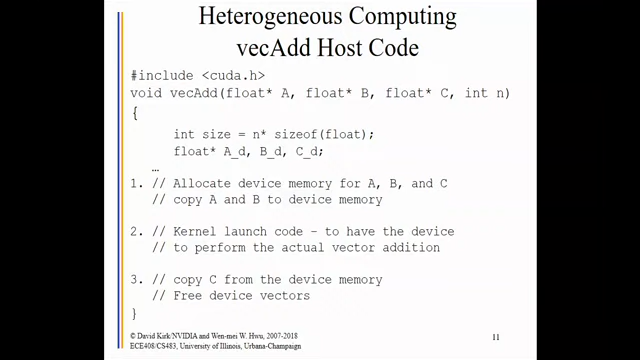 Heterogeneous Computing
vecAdd Host Code
#include <cuda.h>
void vecAdd(float* A, float* B, float* C, int n)
{
int size = n* sizeof(float);
float* A_d, B_d, C_d;
…
1. // Allocate device memory for A, B, and C
// copy A and B to device memory
2. // Kernel launch code – to have the device
// to perform the actual vector addition
3. // copy C from the device memory
// Free device vectors
}
© David Kirk/NVIDIA and Wen-mei W. Hwu, 2007-2018
ECE408/CS483, University of Illinois, Urbana-Champaign
11